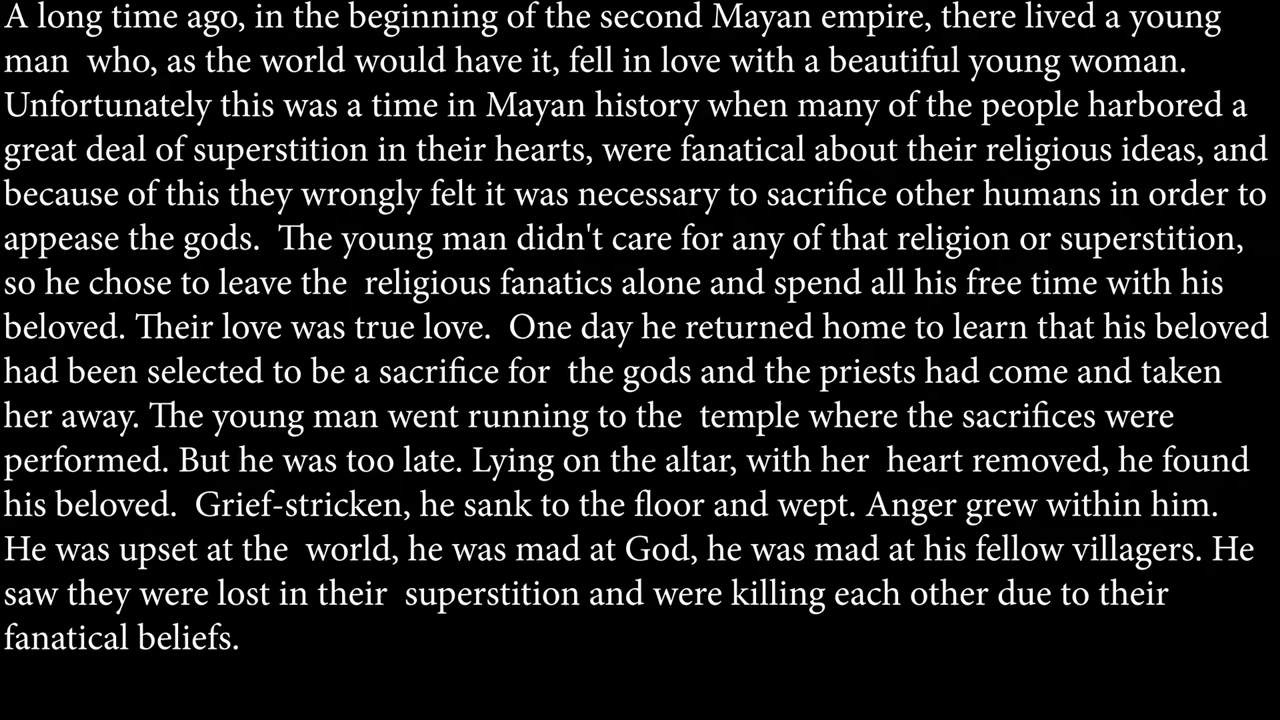 A long time ago, in the beginning of the second Mayan empire, there lived a young
man  who, as the world would have it, fell in love with a beautiful young woman.
Unfortunately this was a time in Mayan history when many of the people harbored a
great deal of superstition in their hearts, were fanatical about their religious ideas, and
because of this they wrongly felt it was necessary to sacrifice other humans in order to
appease the gods.  The young man didn't care for any of that religion or superstition,
so he chose to leave the  religious fanatics alone and spend all his free time with his
beloved. Their love was true love.  One day he returned home to learn that his beloved
had been selected to be a sacrifice for  the gods and the priests had come and taken
her away. The young man went running to the  temple where the sacrifices were
performed. But he was too late. Lying on the altar, with her  heart removed, he found
his beloved.  Grief-stricken, he sank to the floor and wept. Anger grew within him.
He was upset at the  world, he was mad at God, he was mad at his fellow villagers. He
saw they were lost in their  superstition and were killing each other due to their
fanatical beliefs.